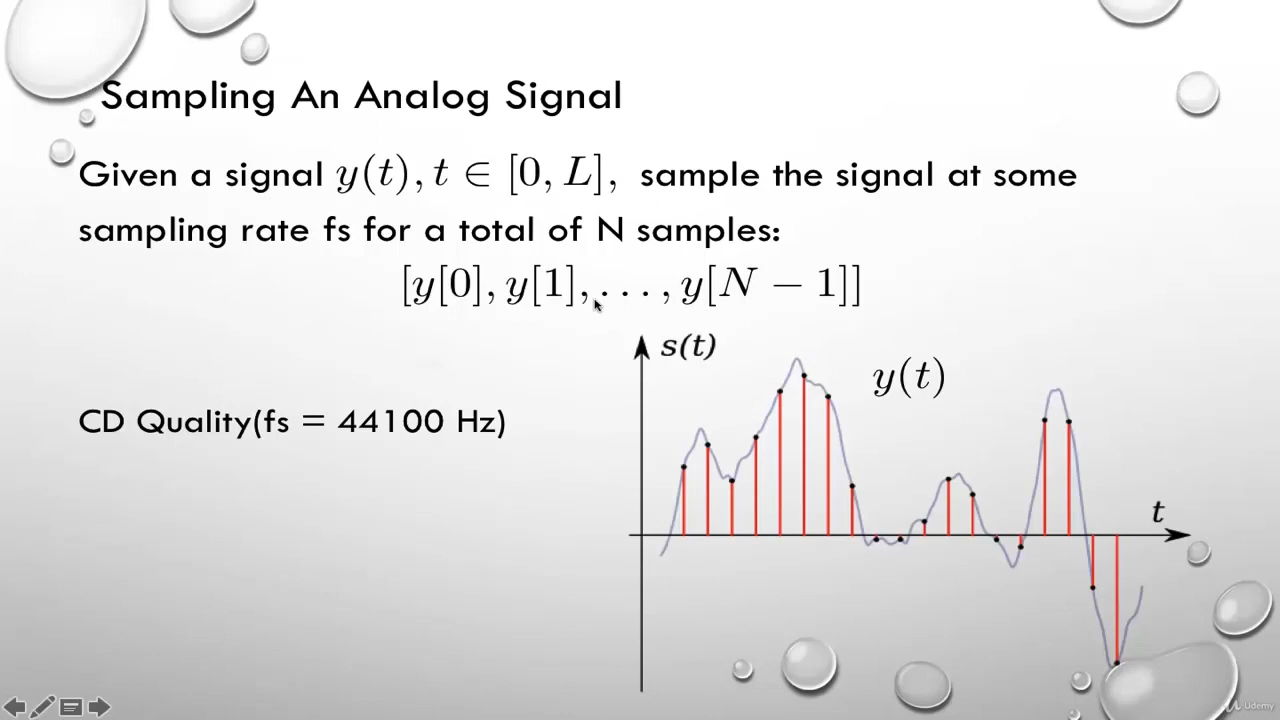 Sampling An Analog Signal
Given a signal y(t), t ∈ [0, L], sample the signal at some
sampling rate fs for a total of N samples:
[y[0], y[1], . . . , y[N − 1]]
s(t)
y(t)
CD Quality(fs = 44100 Hz)
t
Udemy